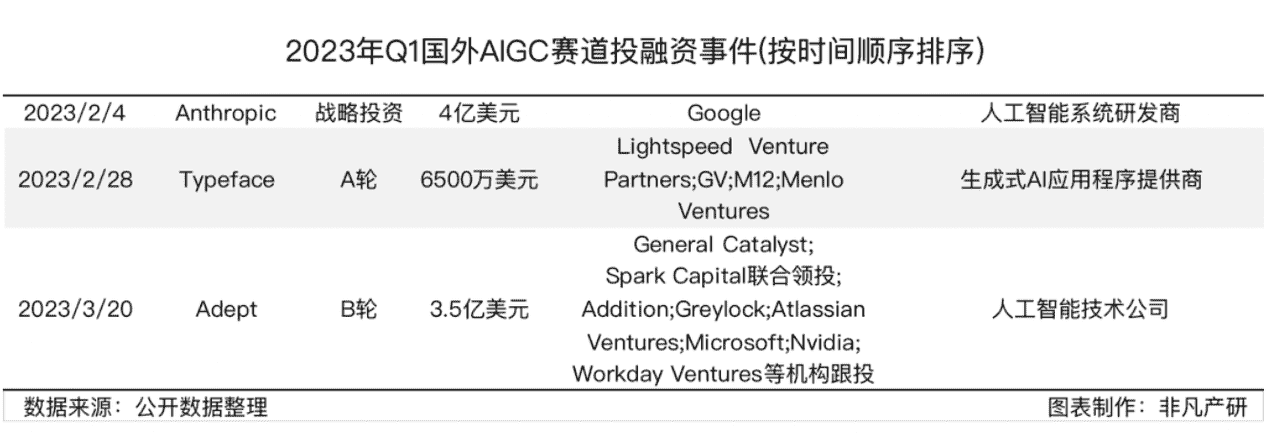 2023年Q1国外AIGC赛道投融资事件(按时间顺序排序)
2023/2/4 Anthropic 战略投资 4亿美元 Google 人工智能系统研发商
Lightspeed Venture
2023/2/28 Typeface A轮 6500万美元 Partners;GV;M12;Menlo 生成式AI应用程序提供商
Ventures
General Catalyst;
Spark Capital联合领投;
2023/3/20 Adept B轮 3.5亿美元 Addition;Greylock;Atlassian 人工智能技术公司
Ventures;Microsoft;Nvidia;
Workday Ventures等机构跟投
数据来源：公开数据整理 图表制作：非凡产研